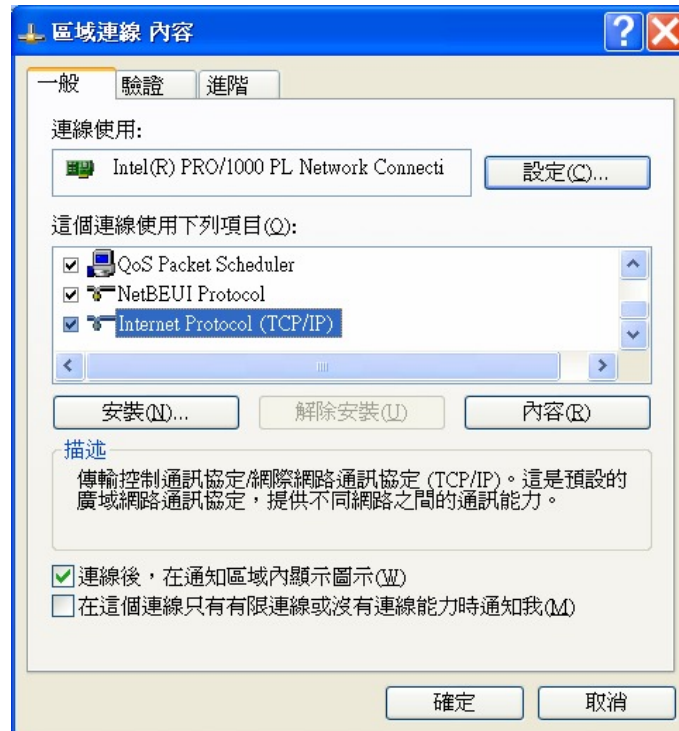 區域連線 內容
一般 驗證 進階
連線使用:
Intel(R) PRO/1000 PL Network Connecti
設定(C)...
這個連線使用下列項目(O):
QoS Packet Scheduler
NetBEUI Protocol
Internet Protocol (TCP/IP)
安裝(N)... 解除安裝(U) 內容(R)
描述
傳輸控制通訊協定/網際網路通訊協定 (TCP/IP)。這是預設的
廣域網路通訊協定，提供不同網路之間的通訊能力。
連線後，在通知區域內顯示圖示(W)
在這個連線只有有限連線或沒有連線能力時通知我(M)
確定 取消